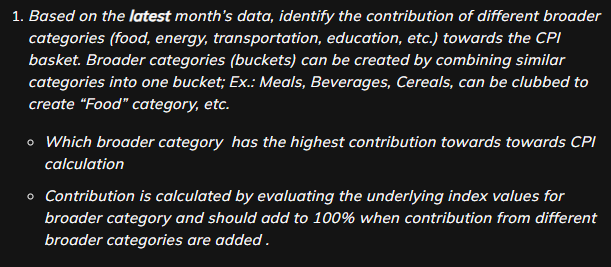 1. Based on the latest month's data, identify the contribution of different broader
categories (food, energy, transportation, education, etc.) towards the CPI
basket. Broader categories (buckets) can be created by combining similar
categories into one bucket; Ex.: Meals, Beverages, Cereals, can be clubbed to
create “Food” category, etc.
○ Which broader category  has the highest contribution towards towards CPI
calculation
○ Contribution is calculated by evaluating the underlying index values for
broader category and should add to 100% when contribution from different
broader categories are added .